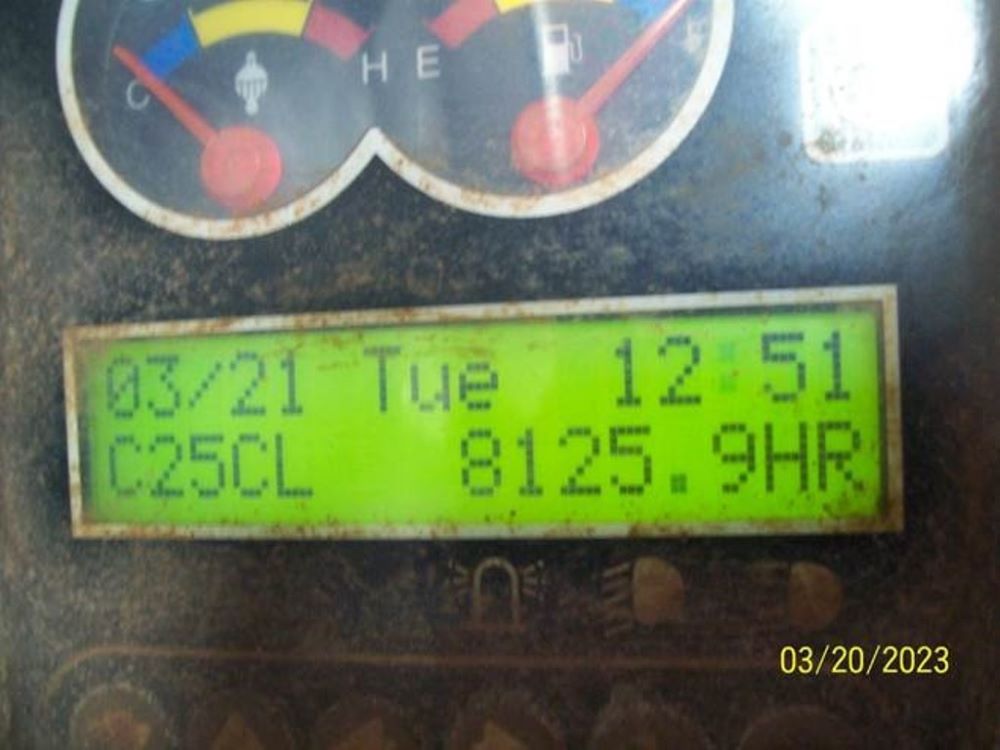 C H E
03/21 Tue 12:51
C25CL 8125.9HR
03/20/2023